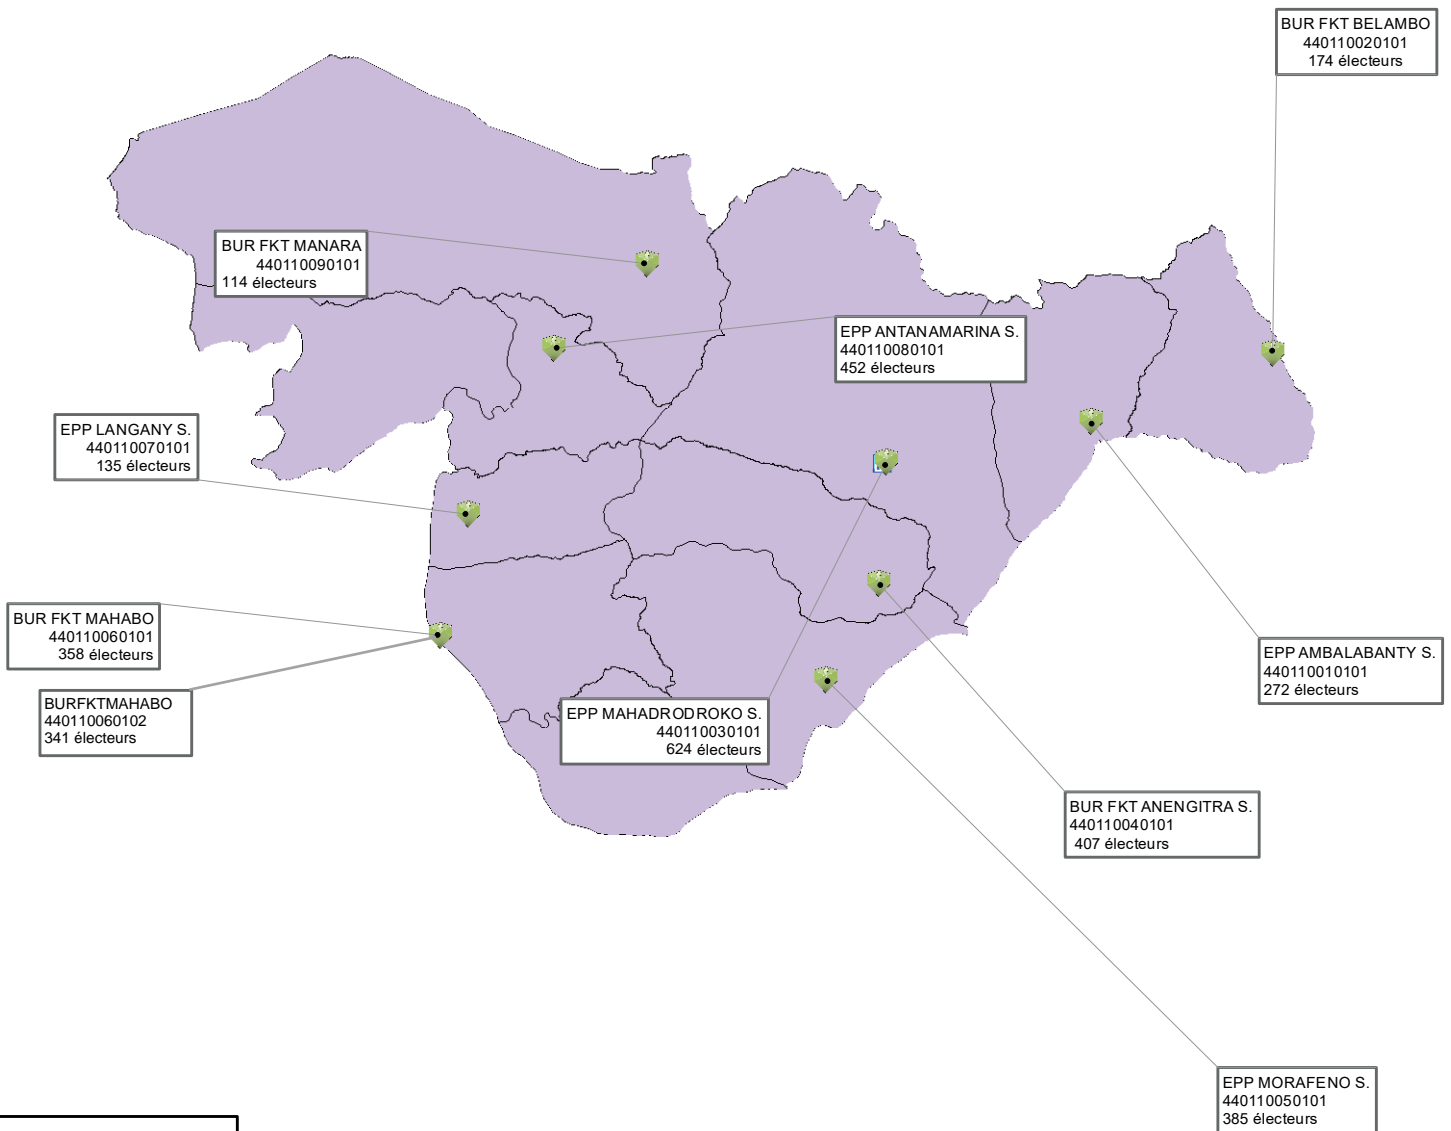 BUR FKT BELAMBO
440110020101
174 électeurs
BUR FKT MANARA
440110090101
114 électeurs
EPP ANTANAMARINA S.
440110080101
452 électeurs
EPP LANGANY S.
440110070101
135 électeurs
BUR FKT MAHABO
440110060101
358 électeurs
BURFKTMAHABO
440110060102
341 électeurs
EPP AMBALABANTY S.
440110010101
272 électeurs
EPP MAHADRODROKO S.
440110030101
624 électeurs
BUR FKT ANENGITRA S.
440110040101
407 électeurs
EPP MORAFENO S.
440110050101
385 électeurs